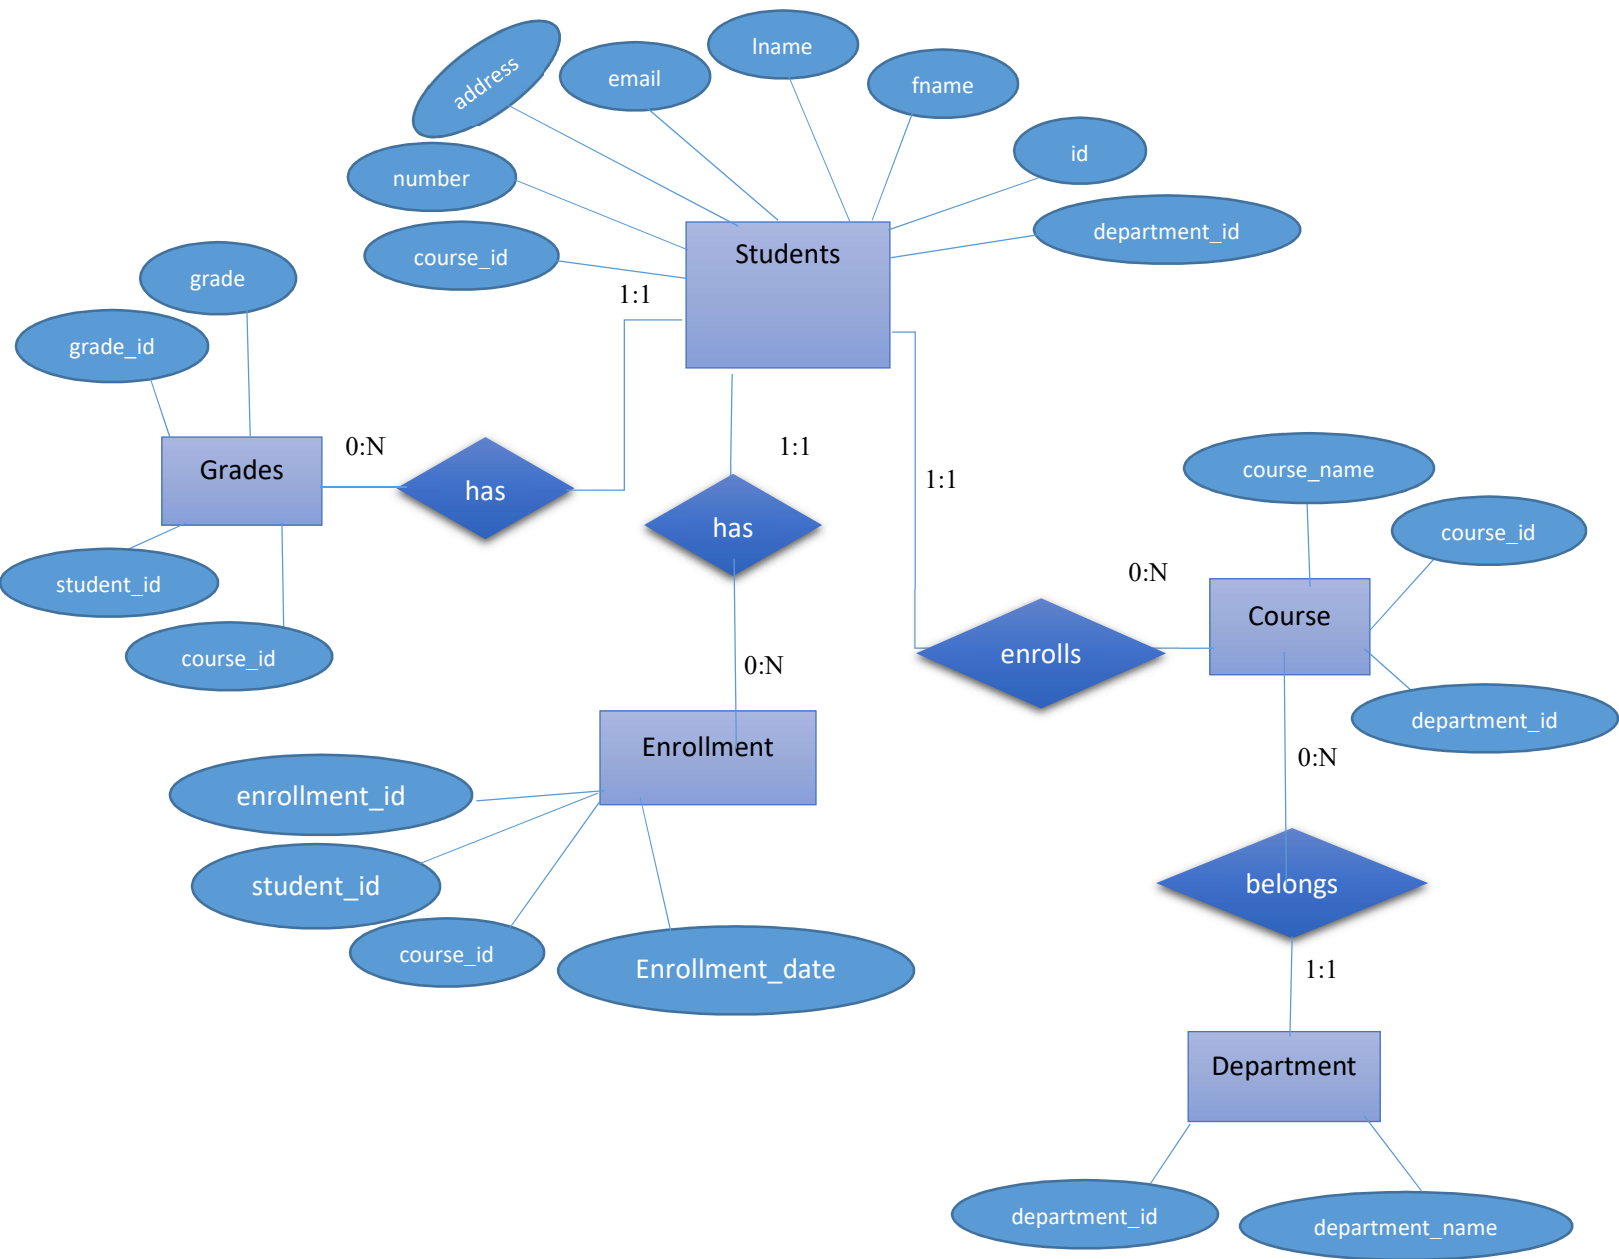 lname
email
address
fname
id
number
department_id
course_id
Students
grade
1:1
grade_id
0:N
1:1
Grades
has
course_name
1:1
has
course_id
0:N
student_id
Course
enrolls
course_id
0:N
department_id
Enrollment
0:N
enrollment_id
student_id
belongs
course_id
Enrollment_date
1:1
Department
department_id
department_name